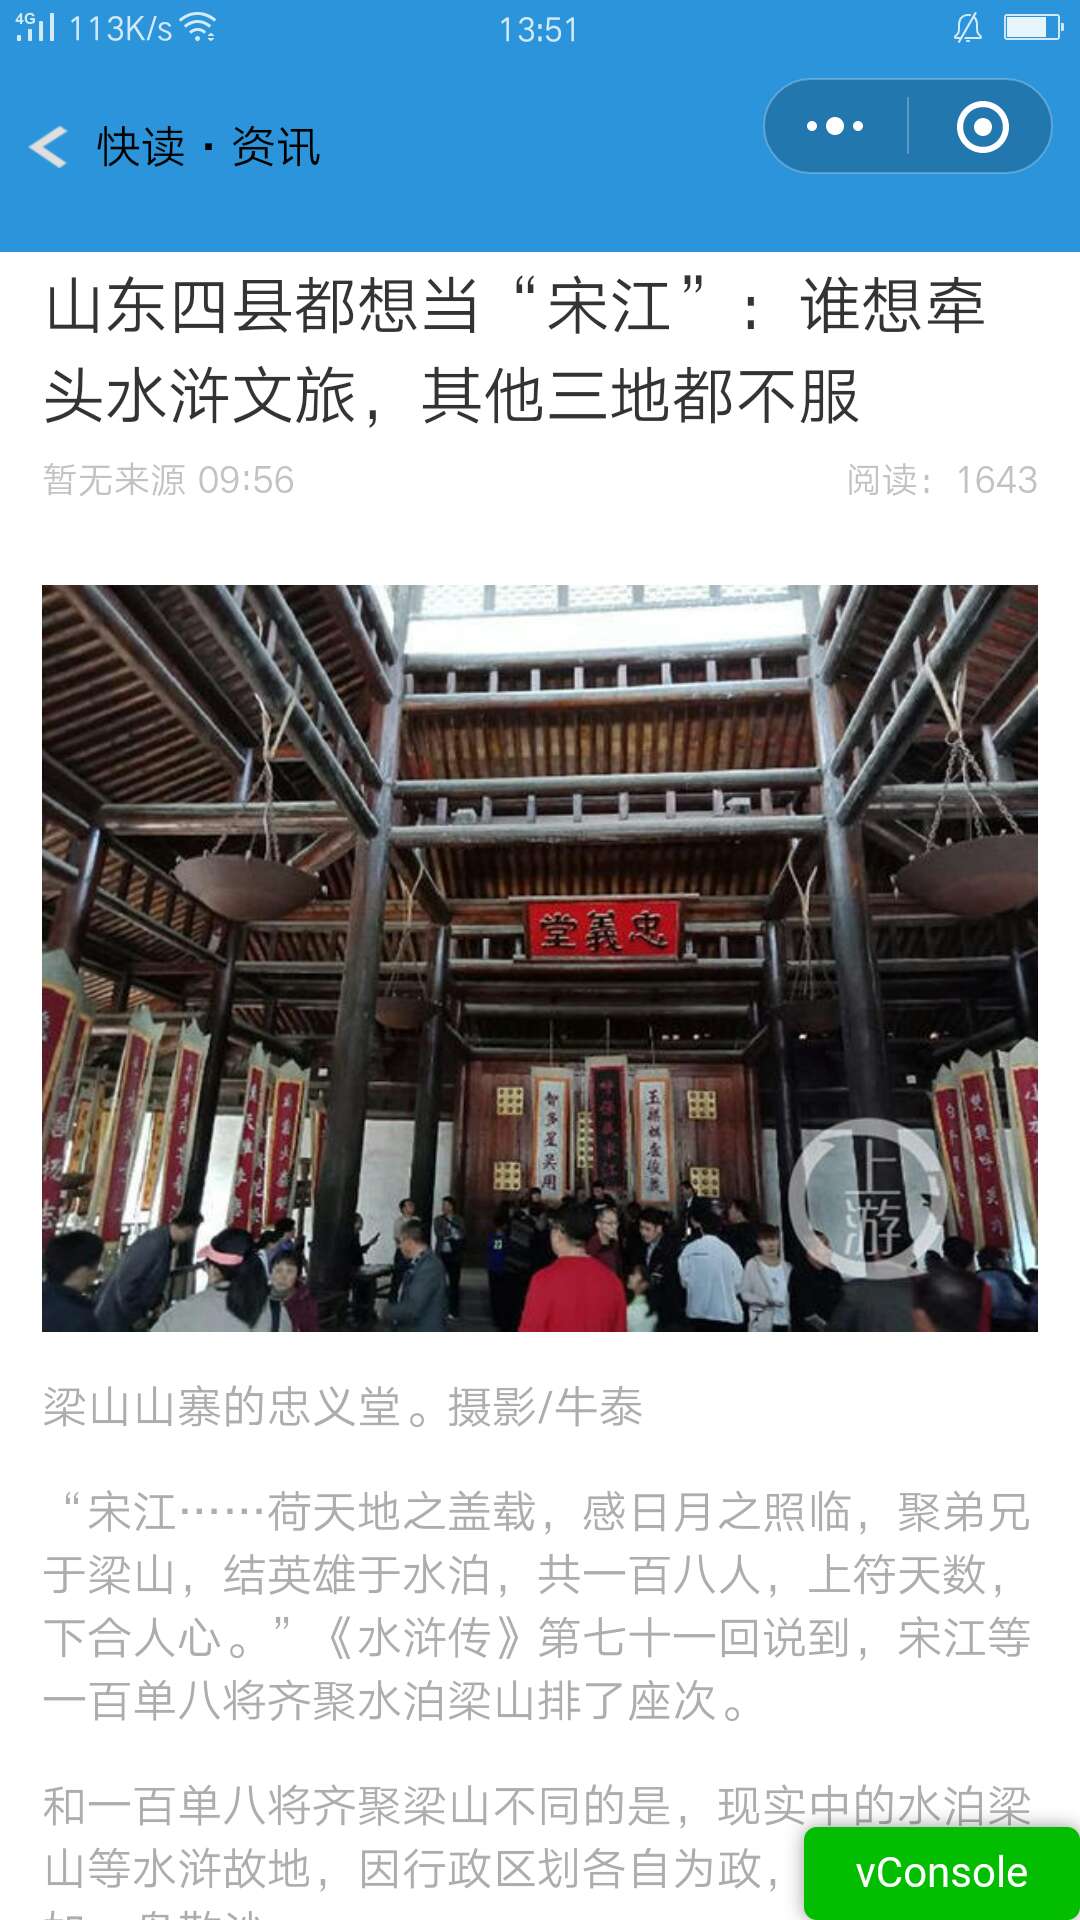 4G 113K/s 13:51
快读·资讯
山东四县都想当“宋江”：谁想牵
头水浒文旅，其他三地都不服
暂无来源 09:56 阅读：1643
忠義堂
智多星吴用
上游
梁山山寨的忠义堂。摄影/牛泰
“宋江……荷天地之盖载，感日月之照临，聚弟兄
于梁山，结英雄于水泊，共一百八人，上符天数，
下合人心。”《水浒传》第七十一回说到，宋江等
一百单八将齐聚水泊梁山排了座次。
和一百单八将齐聚梁山不同的是，现实中的水泊梁
山等水浒故地，因行政区划各自为政，
vConsole